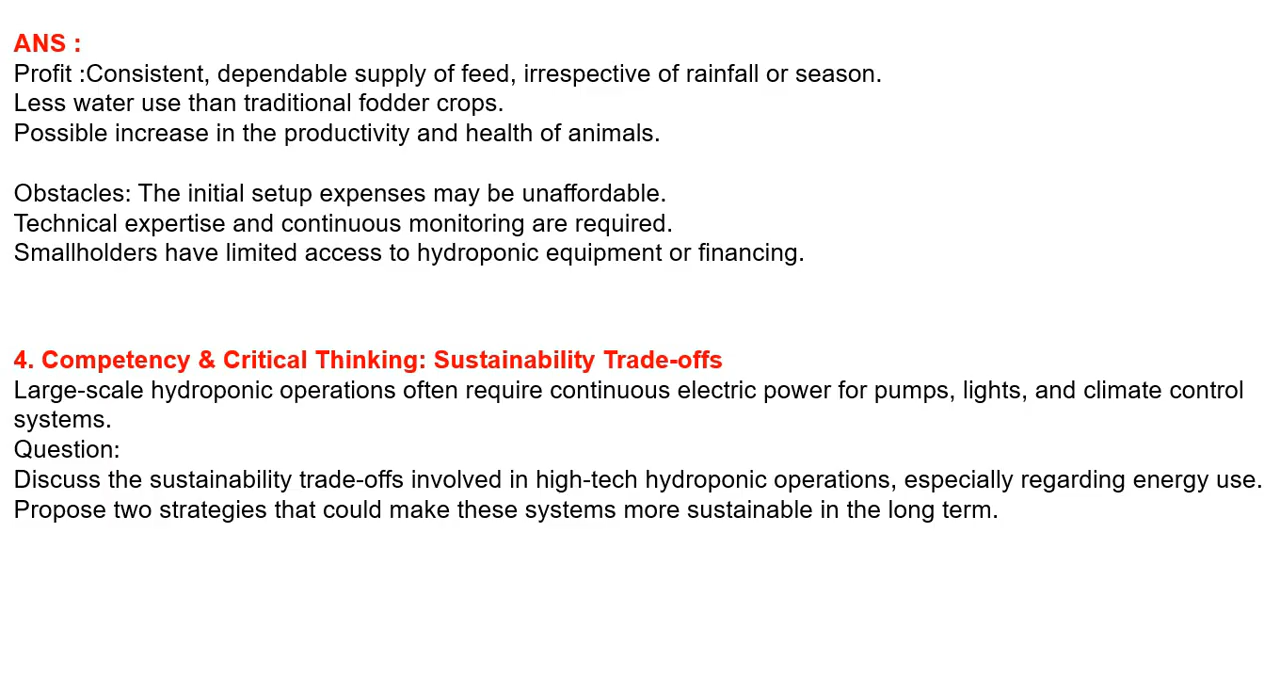 ANS :
Profit :Consistent, dependable supply of feed, irrespective of rainfall or season.
Less water use than traditional fodder crops.
Possible increase in the productivity and health of animals.
Obstacles: The initial setup expenses may be unaffordable.
Technical expertise and continuous monitoring are required.
Smallholders have limited access to hydroponic equipment or financing.
4. Competency & Critical Thinking: Sustainability Trade-offs
Large-scale hydroponic operations often require continuous electric power for pumps, lights, and climate control
systems.
Question:
Discuss the sustainability trade-offs involved in high-tech hydroponic operations, especially regarding energy use.
Propose two strategies that could make these systems more sustainable in the long term.